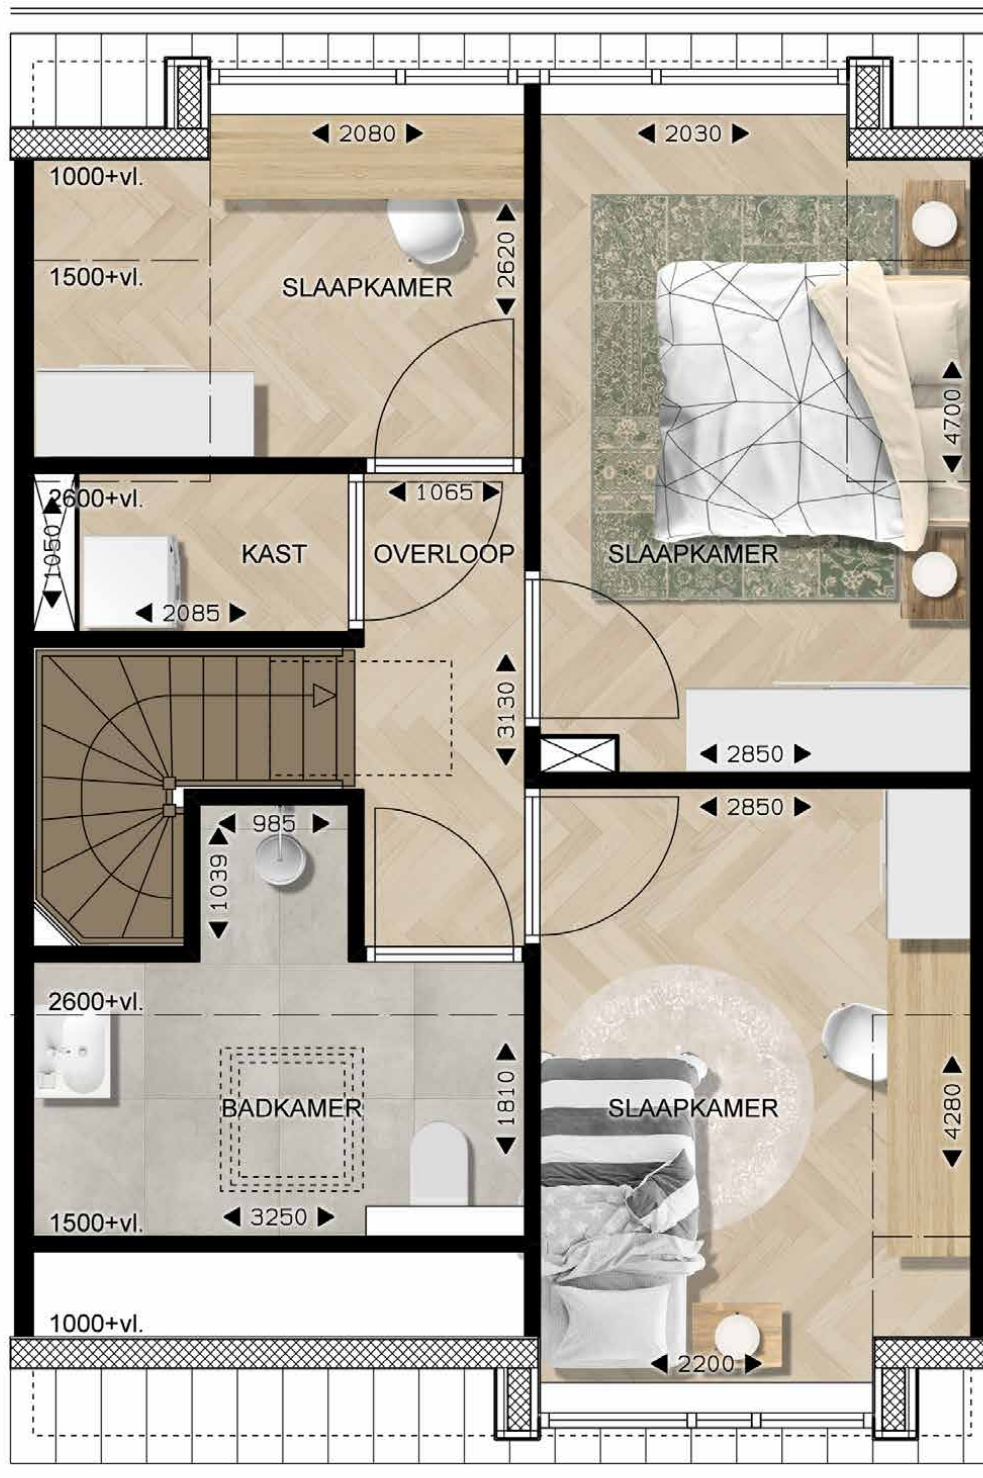 2080
2030
1000+vl.
1500+vl.
2620
SLAAPKAMER
4700
2600+vl.
1065
1050
KAST
OVERLOOP
SLAAPKAMER
2085
3130
2850
2850
985
1039
2600+vl.
1810
BADKAMER
SLAAPKAMER
4280
1500+vl.
3250
1000+vl.
2200